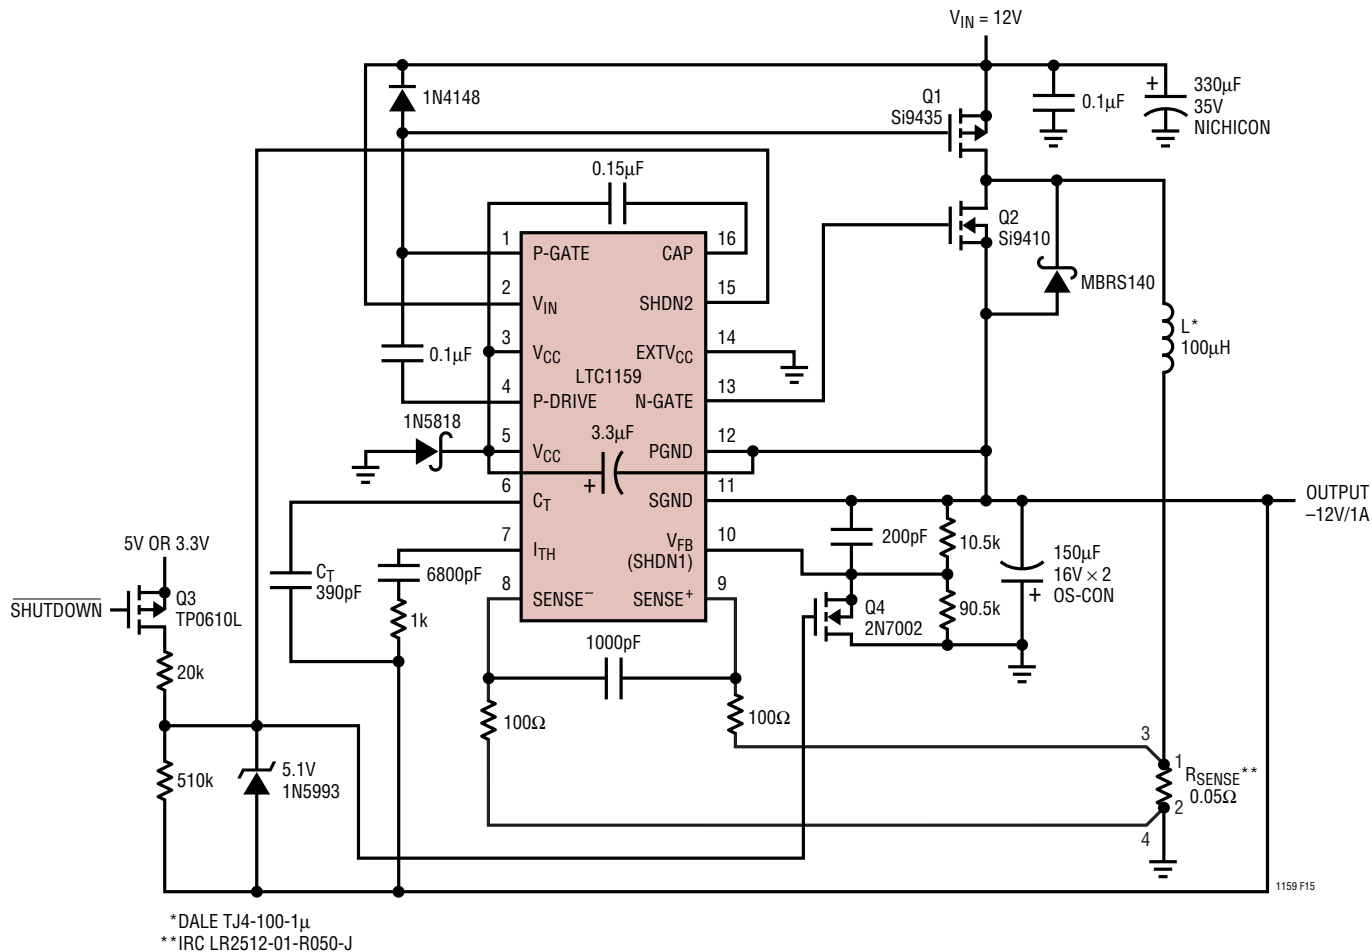 V_IN = 12V
1N4148
Q1
Si9435
0.1µF
+
330µF
35V
NICHICON
0.15µF
Q2
Si9410
MBRS140
L*
100µH
1
P-GATE
CAP
16
2
V_IN
SHDN2
15
3
V_CC
EXTV_CC
14
0.1µF
LTC1159
4
P-DRIVE
N-GATE
13
1N5818
3.3µF
+
5
V_CC
PGND
12
6
C_T
SGND
11
7
I_TH
V_FB
(SHDN1)
10
8
SENSE−
SENSE+
9
OUTPUT
–12V/1A
200pF
10.5k
150µF
16V × 2
OS-CON
+
90.5k
Q4
2N7002
5V OR 3.3V
SHUTDOWN
Q3
TP0610L
C_T
390pF
6800pF
1k
1000pF
20k
100Ω
100Ω
510k
5.1V
1N5993
3
1
R_SENSE**
0.05Ω
2
4
1159 F15
*DALE TJ4-100-1µ
**IRC LR2512-01-R050-J